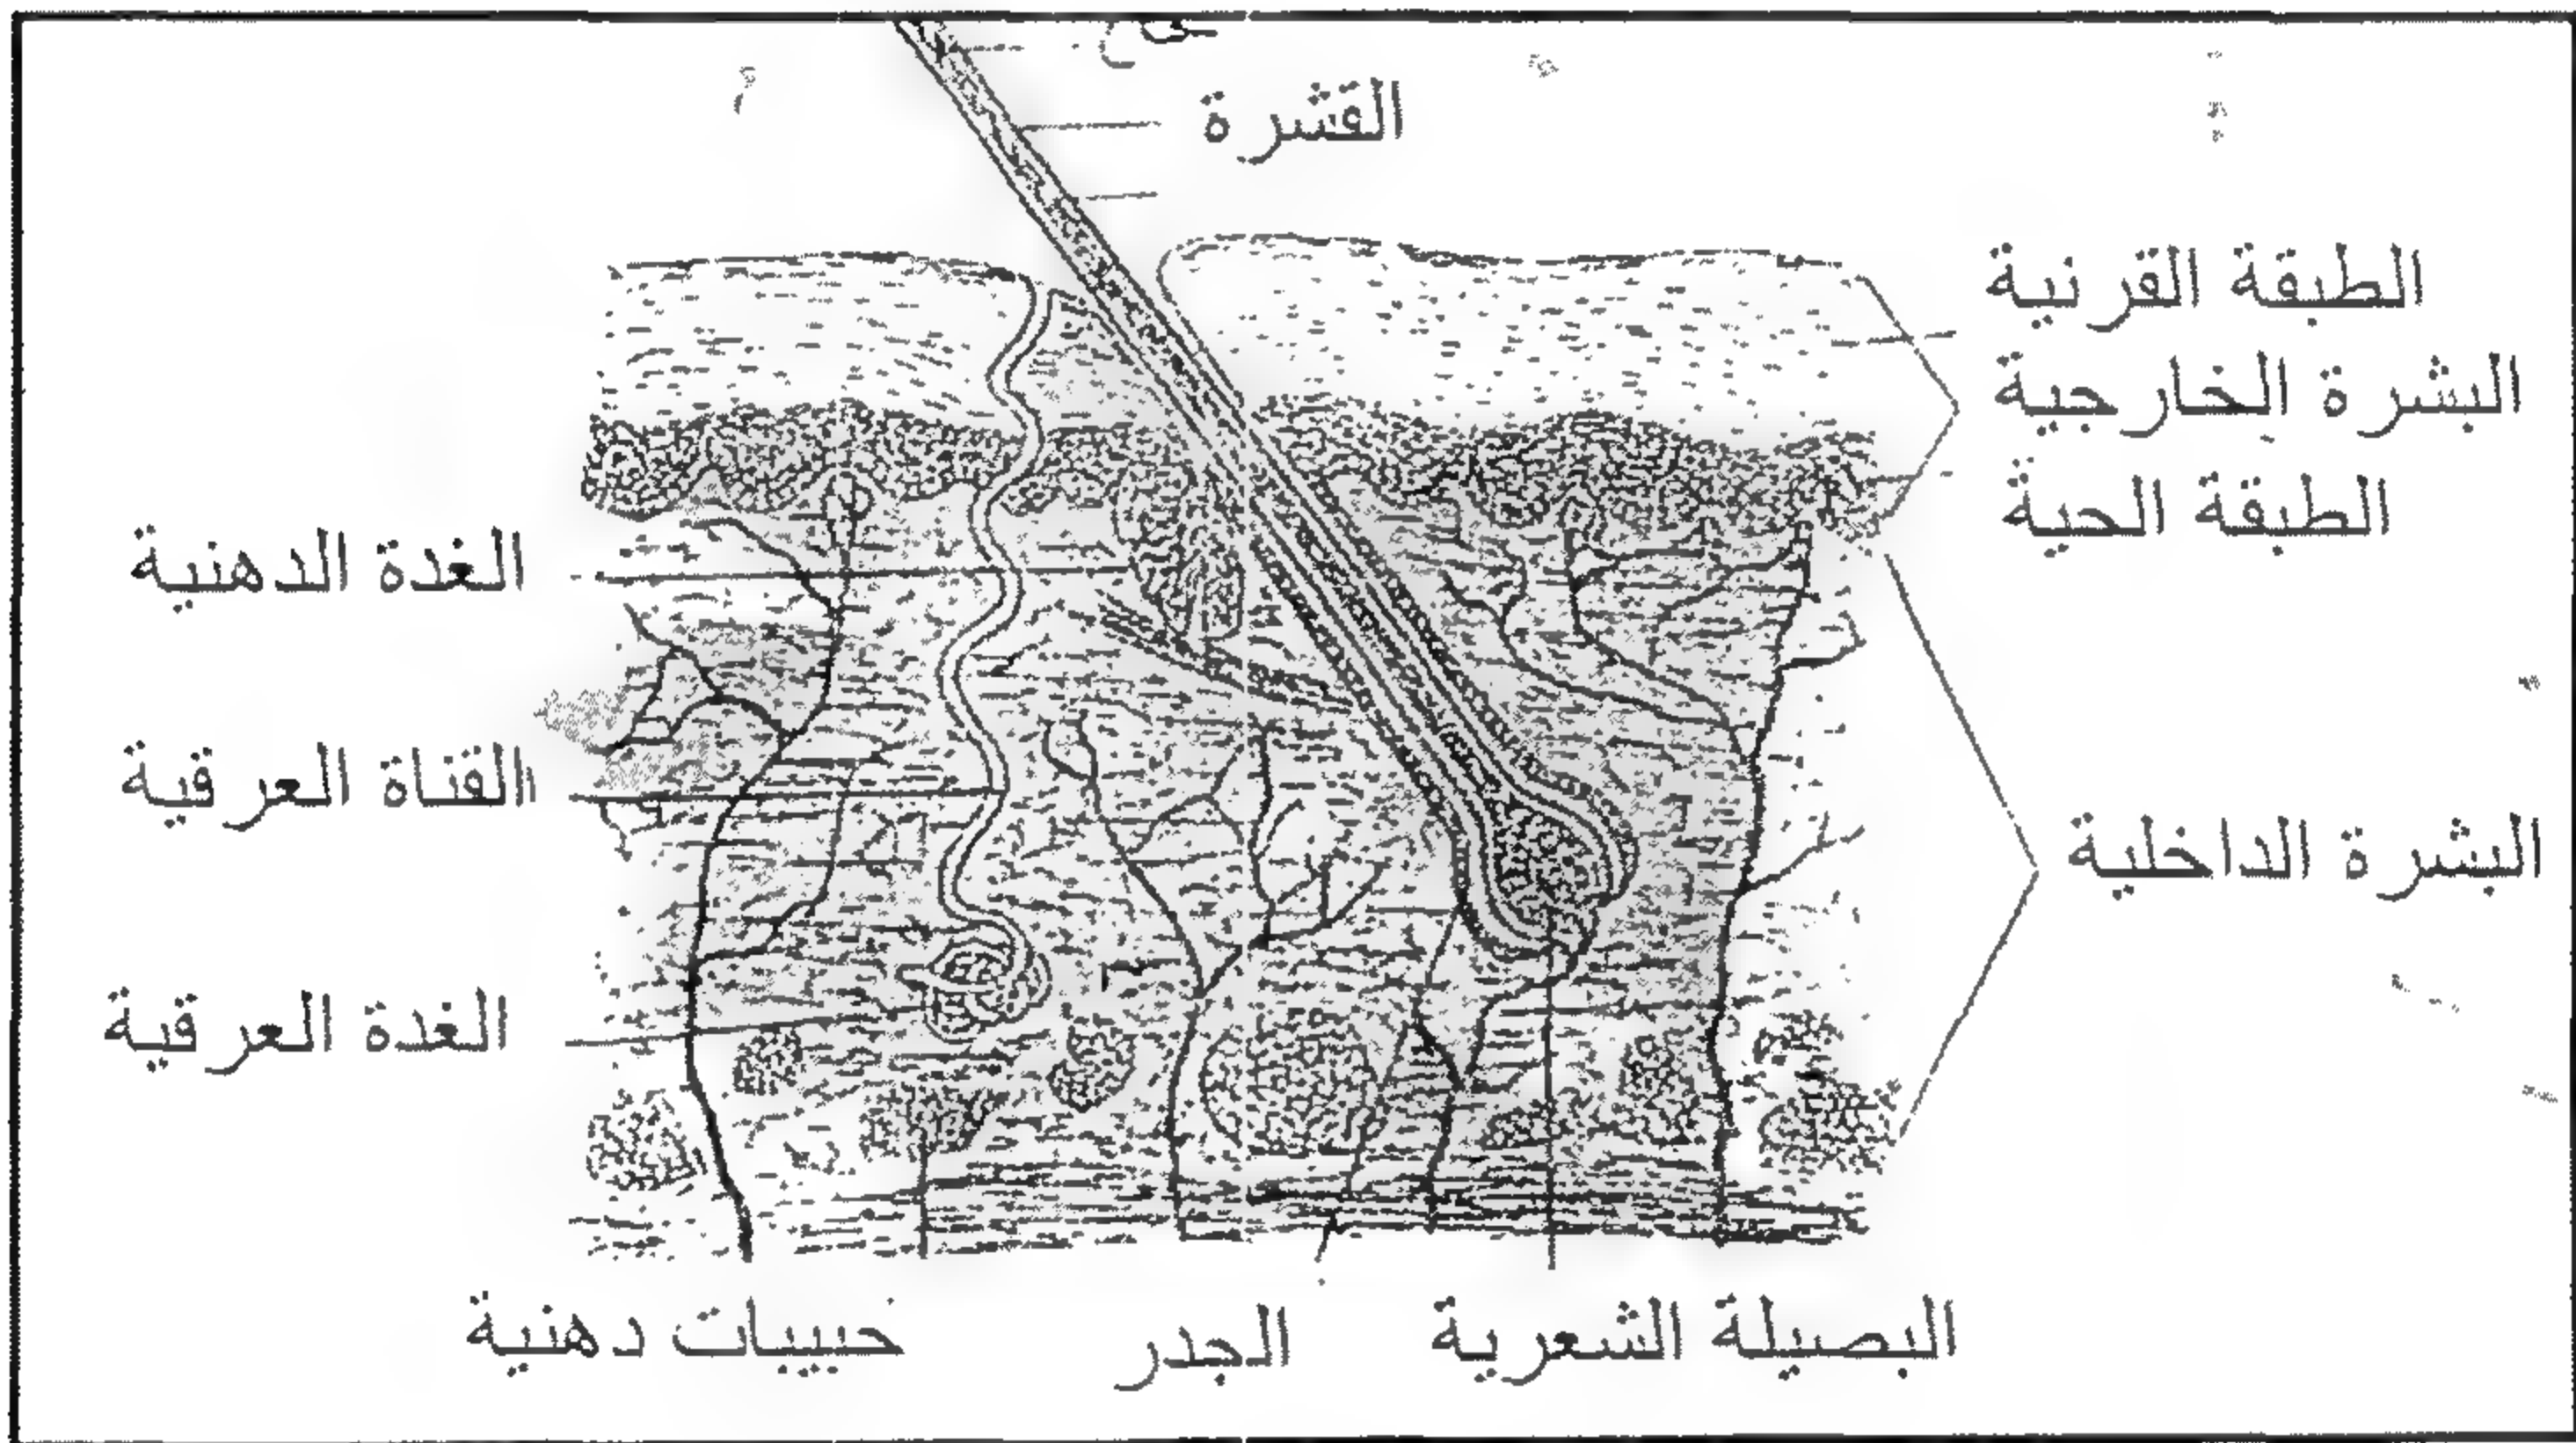 القشرة
الطبقة القرنية
البشرة الخارجية
الطبقة الحية
الغدة الدهنية
القناة العرقية
البشرة الداخلية
الغدة العرقية
البصيلة الشعرية
الجدر
حبيبات دهنية